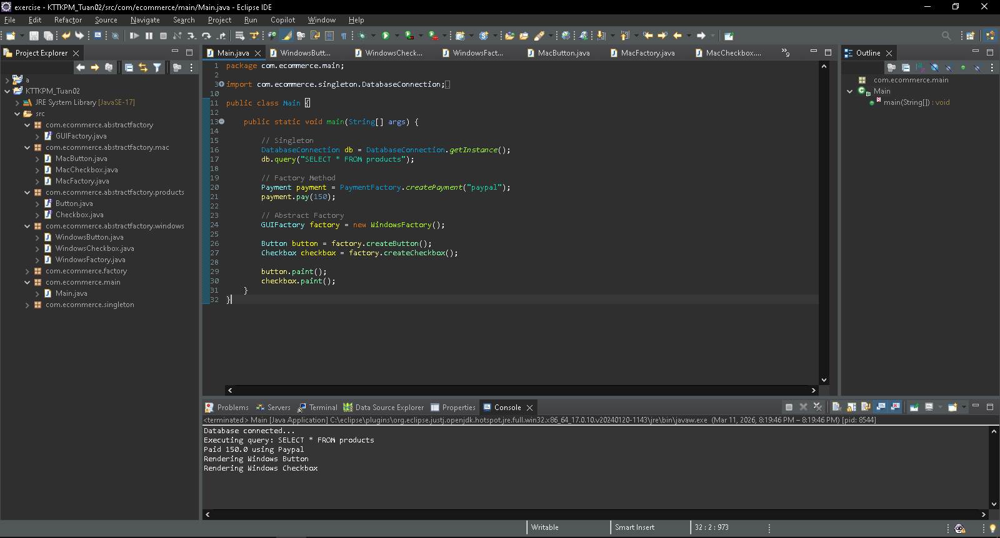 exercise - KTTKPM_Tuan02/src/com/ecommerce/main/Main.java - Eclipse IDE
File Edit Refactor Source Navigate Search Project Run Copilot Window Help
Project Explorer
a
KTTKPM_Tuan02
JRE System Library [JavaSE-17]
src
com.ecommerce.abstractfactory
GUIFactory.java
com.ecommerce.abstractfactory.mac
MacButton.java
MacCheckbox.java
MacFactory.java
com.ecommerce.abstractfactory.products
Button.java
Checkbox.java
com.ecommerce.abstractfactory.windows
WindowsButton.java
WindowsCheckbox.java
WindowsFactory.java
com.ecommerce.factory
com.ecommerce.main
Main.java
com.ecommerce.singleton
Main.java WindowsButt... WindowsCheck... WindowsFact... MacButton.java MacFactory.java MacCheckbox.... »9
1 package com.ecommerce.main;
2
3 import com.ecommerce.singleton.DatabaseConnection;
10
11 public class Main {
12
13 public static void main(String[] args) {
14
15 // Singleton
16 DatabaseConnection db = DatabaseConnection.getInstance();
17 db.query("SELECT * FROM products");
18
19 // Factory Method
20 Payment payment = PaymentFactory.createPayment("paypal");
21 payment.pay(150);
22
23 // Abstract Factory
24 GUIFactory factory = new WindowsFactory();
25
26 Button button = factory.createButton();
27 Checkbox checkbox = factory.createCheckbox();
28
29 button.paint();
30 checkbox.paint();
31 }
32 }
Outline
com.ecommerce.main
Main
main(String[]) : void
Problems Servers Terminal Data Source Explorer Properties Console
<terminated> Main [Java Application] C:\eclipse\plugins\org.eclipse.justj.openjdk.hotspot.jre.full.win32.x86_64_17.0.10.v20240120-1143\jre\bin\javaw.exe (Mar 11, 2026, 8:19:46 PM – 8:19:46 PM) [pid: 8544]
Database connected...
Executing query: SELECT * FROM products
Paid 150.0 using Paypal
Rendering Windows Button
Rendering Windows Checkbox
Writable Smart Insert 32 : 2 : 973